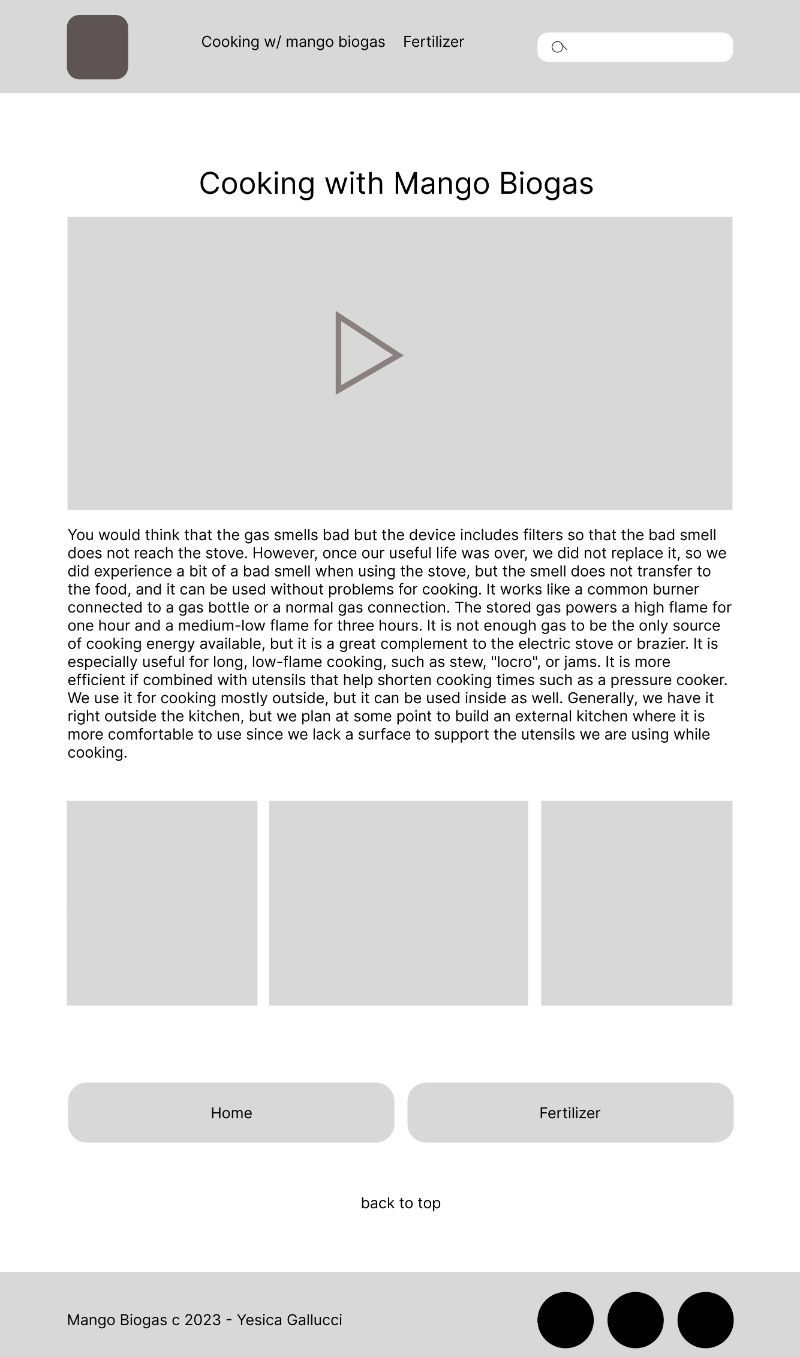 Cooking w/ mango biogas Fertilizer
Cooking with Mango Biogas
You would think that the gas smells bad but the device includes filters so that the bad smell
does not reach the stove. However, once our useful life was over, we did not replace it, so we
did experience a bit of a bad smell when using the stove, but the smell does not transfer to
the food, and it can be used without problems for cooking. It works like a common burner
connected to a gas bottle or a normal gas connection. The stored gas powers a high flame for
one hour and a medium-low flame for three hours. It is not enough gas to be the only source
of cooking energy available, but it is a great complement to the electric stove or brazier. It is
especially useful for long, low-flame cooking, such as stew, "locro", or jams. It is more
efficient if combined with utensils that help shorten cooking times such as a pressure cooker.
We use it for cooking mostly outside, but it can be used inside as well. Generally, we have it
right outside the kitchen, but we plan at some point to build an external kitchen where it is
more comfortable to use since we lack a surface to support the utensils we are using while
cooking.
Home Fertilizer
back to top
Mango Biogas c 2023 - Yesica Gallucci